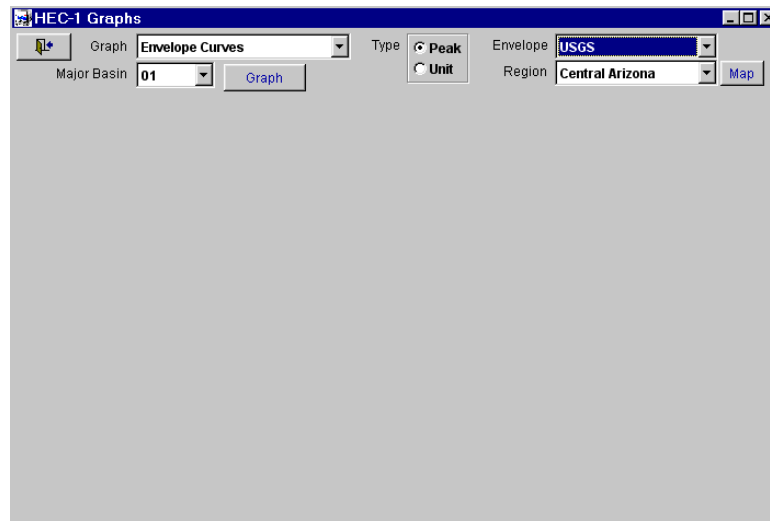 HEC-1 Graphs
Graph Envelope Curves Type Peak Envelope USGS
Major Basin 01 Graph Unit Region Central Arizona Map